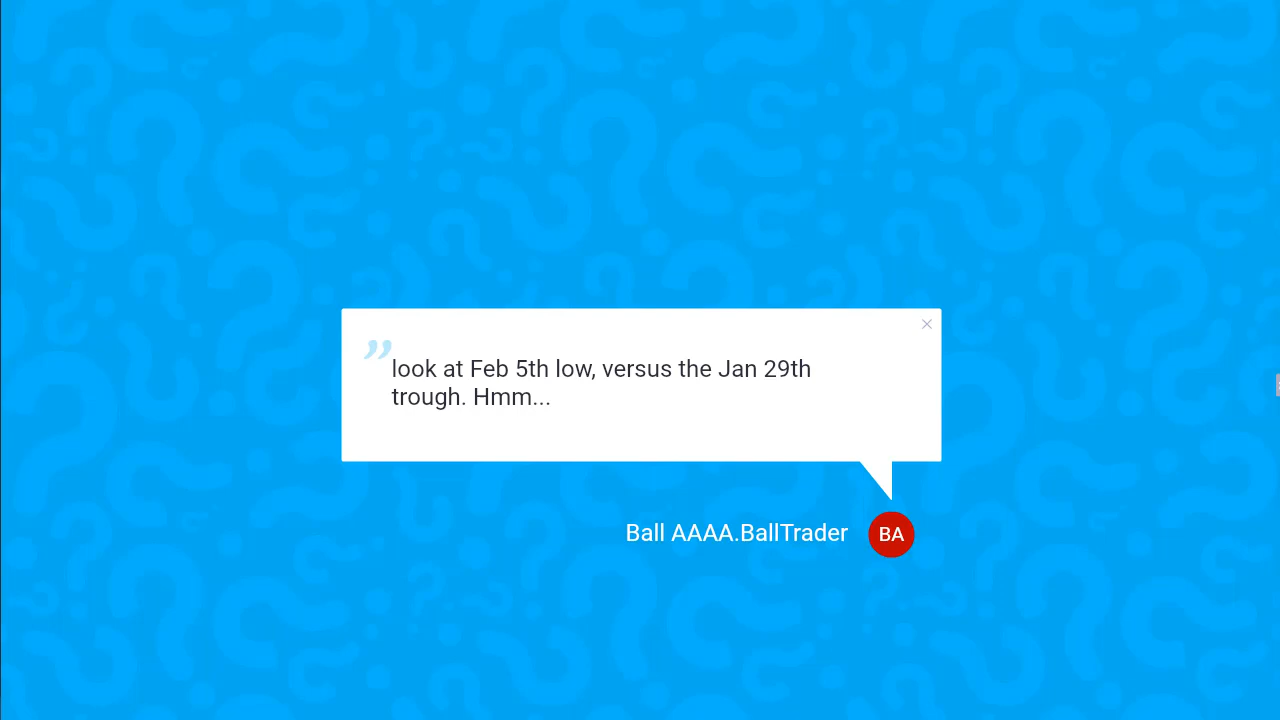 ”
look at Feb 5th low, versus the Jan 29th
trough. Hmm...
Ball AAAA.BallTrader
BA